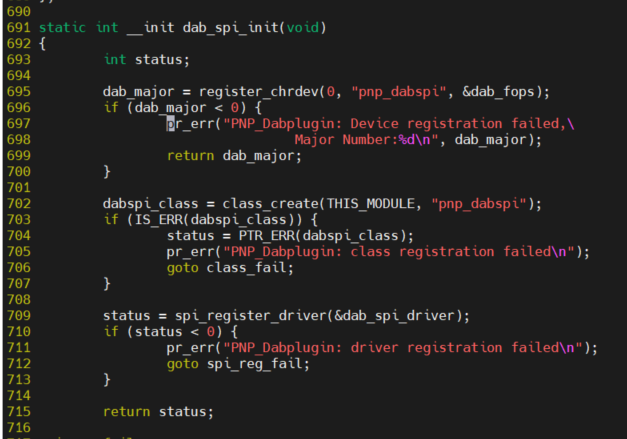 690
691 static int __init dab_spi_init(void)
692 {
693         int status;
694
695         dab_major = register_chrdev(0, "pnp_dabspi", &dab_fops);
696         if (dab_major < 0) {
697                 pr_err("PNP_Dabplugin: Device registration failed,\
698                                 Major Number:%d\n", dab_major);
699                 return dab_major;
700         }
701
702         dabspi_class = class_create(THIS_MODULE, "pnp_dabspi");
703         if (IS_ERR(dabspi_class)) {
704                 status = PTR_ERR(dabspi_class);
705                 pr_err("PNP_Dabplugin: class registration failed\n");
706                 goto class_fail;
707         }
708
709         status = spi_register_driver(&dab_spi_driver);
710         if (status < 0) {
711                 pr_err("PNP_Dabplugin: driver registration failed\n");
712                 goto spi_reg_fail;
713         }
714
715         return status;
716